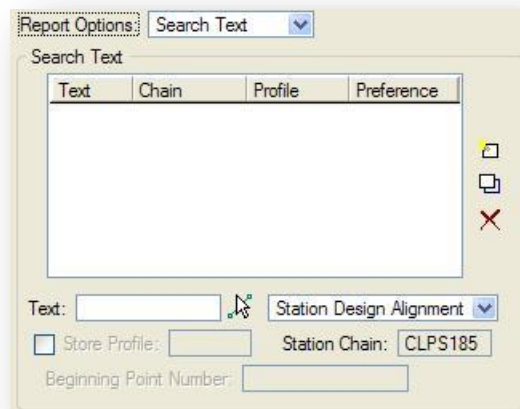 Report Options: Search Text
Search Text
Text Chain Profile Preference
Text: Station Design Alignment
Store Profile: Station Chain: CLPS185
Beginning Point Number: